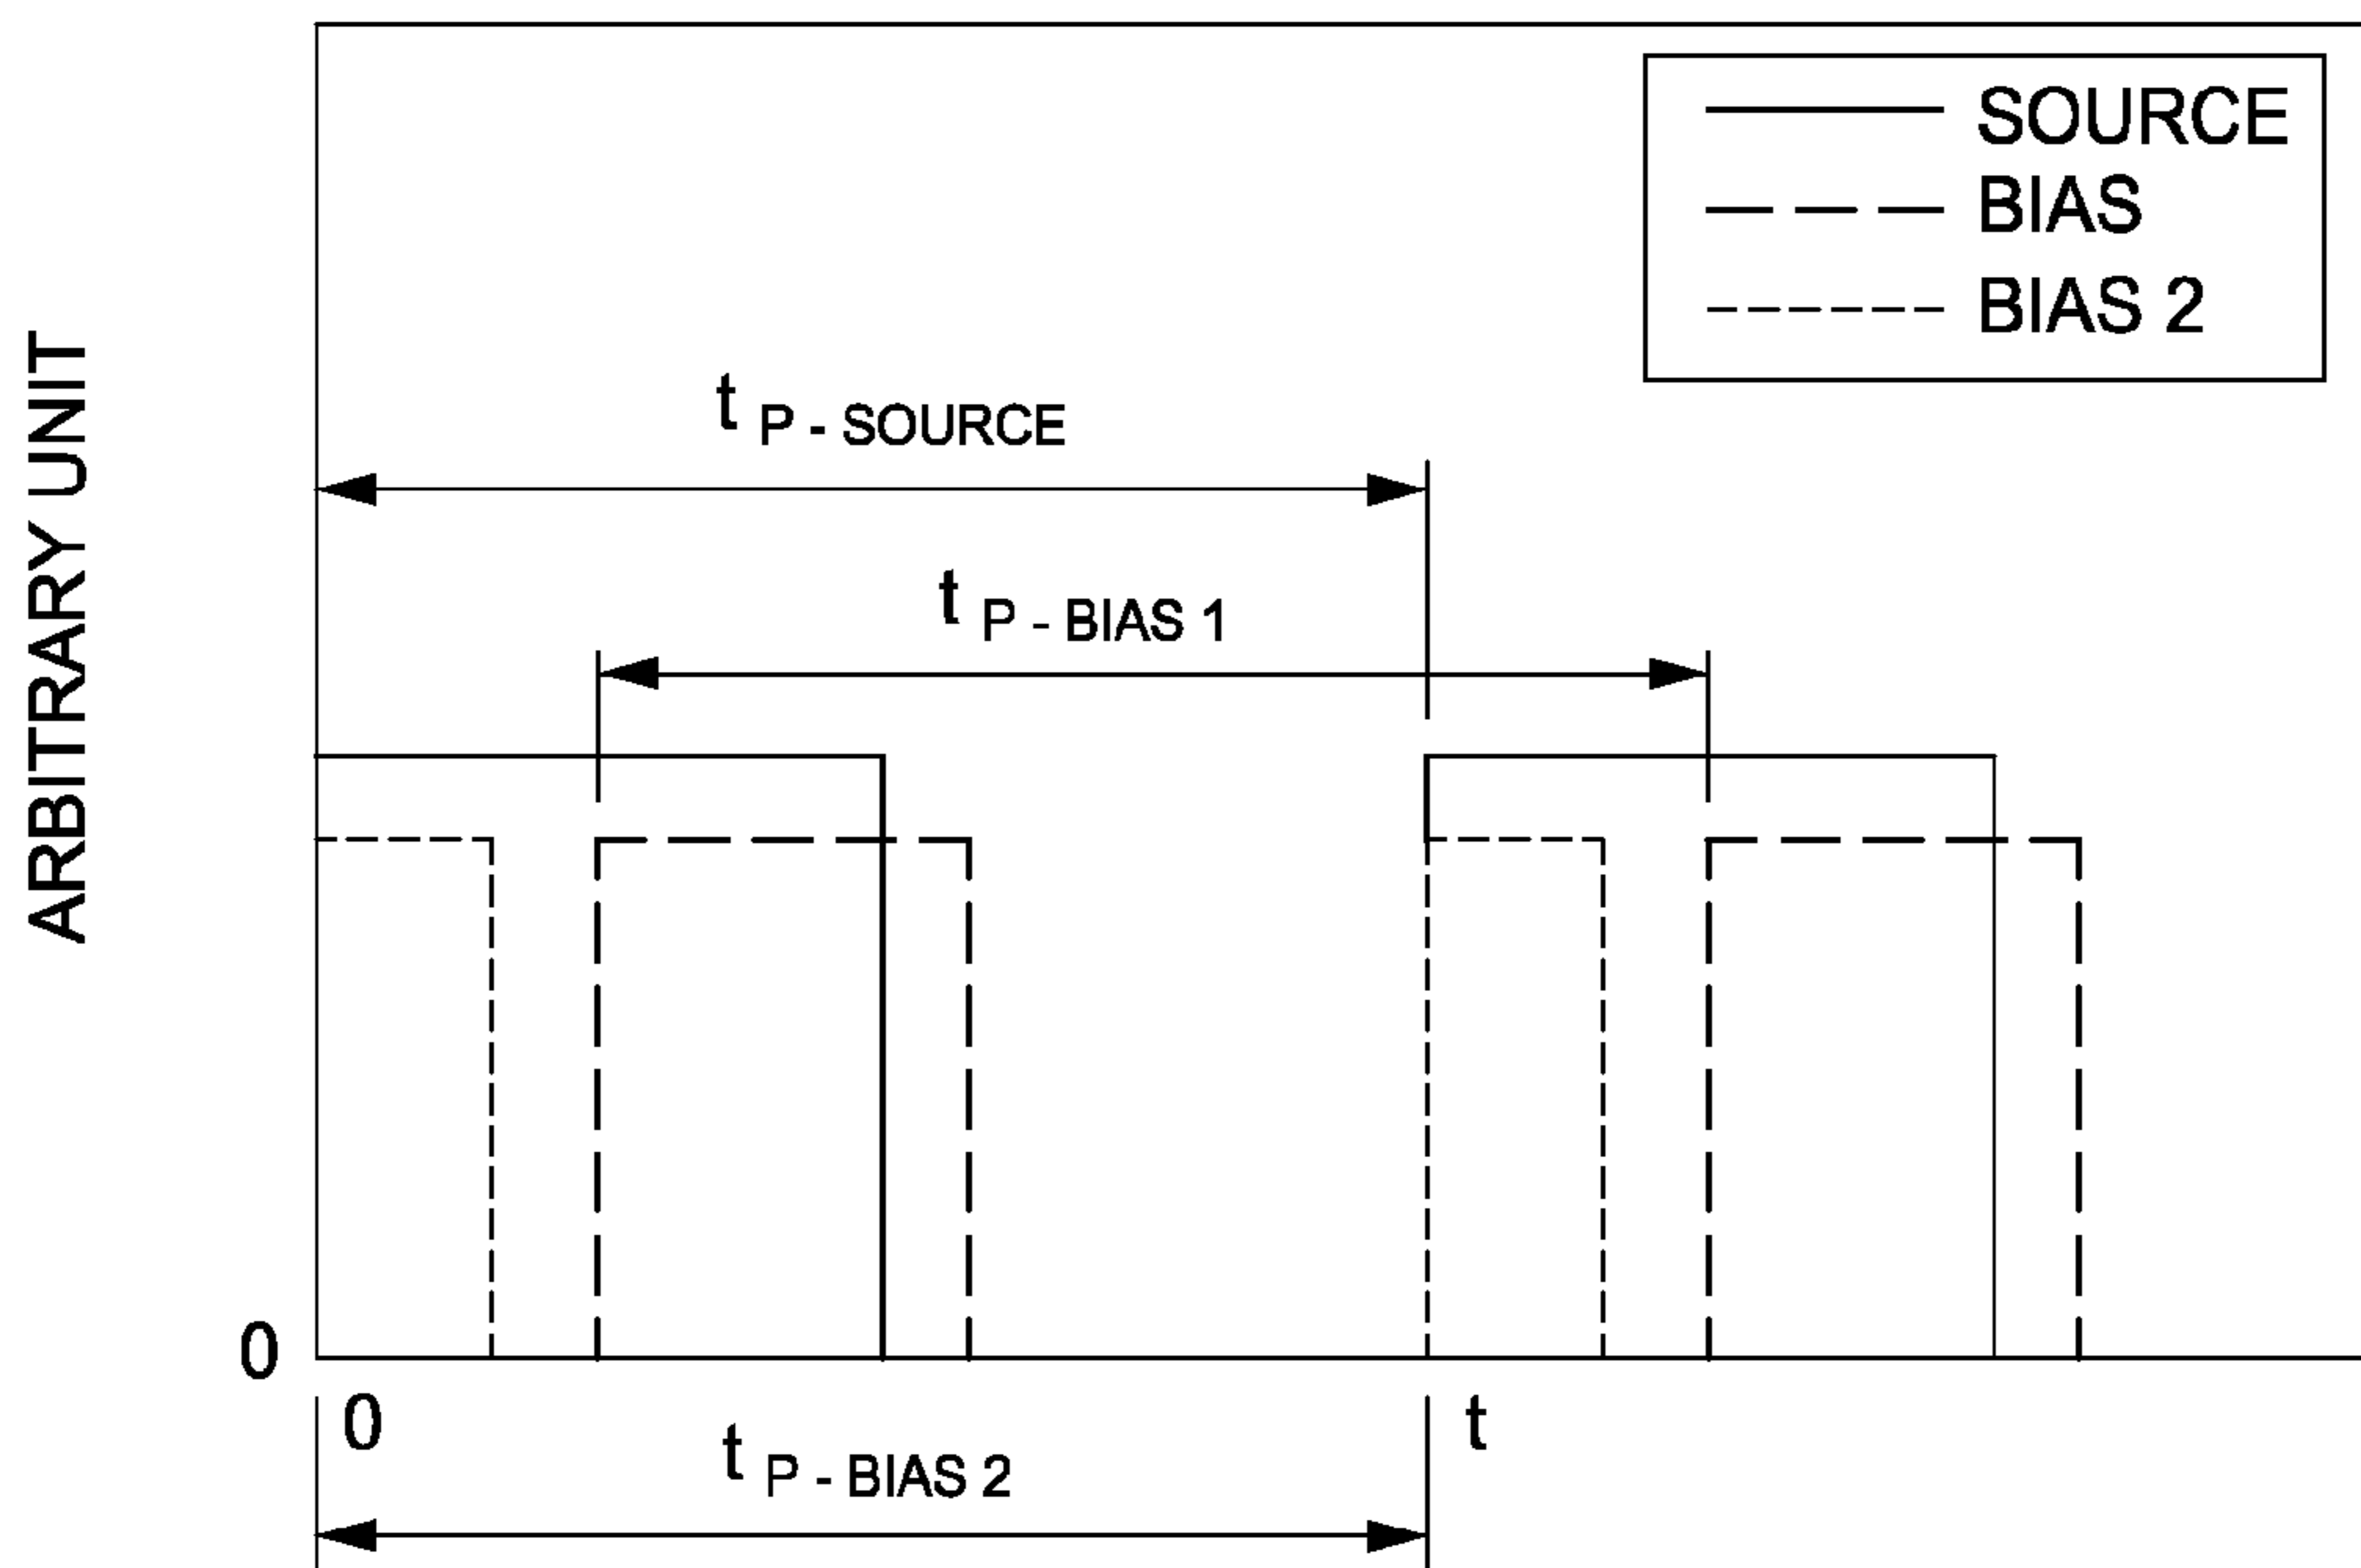 SOURCE
BIAS
BIAS 2
ARBITRARY UNIT
t P - SOURCE
t P - BIAS 1
0
0
t
t P - BIAS 2